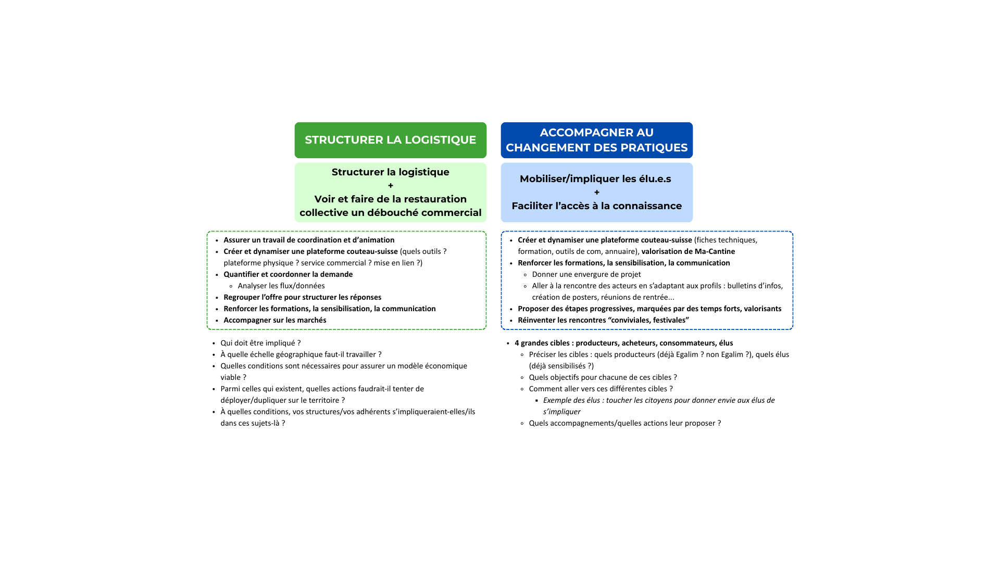 STRUCTURER LA LOGISTIQUE
Structurer la logistique
+
Voir et faire de la restauration
collective un débouché commercial
• Assurer un travail de coordination et d’animation
• Créer et dynamiser une plateforme couteau-suisse (quels outils ?
plateforme physique ? service commercial ? mise en lien ?)
• Quantifier et coordonner la demande
◦ Analyser les flux/données
• Regrouper l’offre pour structurer les réponses
• Renforcer les formations, la sensibilisation, la communication
• Accompagner sur les marchés
• Qui doit être impliqué ?
• À quelle échelle géographique faut-il travailler ?
• Quelles conditions sont nécessaires pour assurer un modèle économique
viable ?
• Parmi celles qui existent, quelles actions faudrait-il tenter de
déployer/dupliquer sur le territoire ?
• À quelles conditions, vos structures/vos adhérents s’impliqueraient-elles/ils
dans ces sujets-là ?
ACCOMPAGNER AU
CHANGEMENT DES PRATIQUES
Mobiliser/impliquer les élu.e.s
+
Faciliter l’accès à la connaissance
• Créer et dynamiser une plateforme couteau-suisse (fiches techniques,
formation, outils de com, annuaire), valorisation de Ma-Cantine
• Renforcer les formations, la sensibilisation, la communication
◦ Donner une envergure de projet
◦ Aller à la rencontre des acteurs en s’adaptant aux profils : bulletins d’infos,
création de posters, réunions de rentrée...
• Proposer des étapes progressives, marquées par des temps forts, valorisants
• Réinventer les rencontres “conviviales, festivales”
• 4 grandes cibles : producteurs, acheteurs, consommateurs, élus
◦ Préciser les cibles : quels producteurs (déjà Egalim ? non Egalim ?), quels élus
(déjà sensibilisés ?)
◦ Quels objectifs pour chacune de ces cibles ?
◦ Comment aller vers ces différentes cibles ?
▪ Exemple des élus : toucher les citoyens pour donner envie aux élus de
s’impliquer
◦ Quels accompagnements/quelles actions leur proposer ?